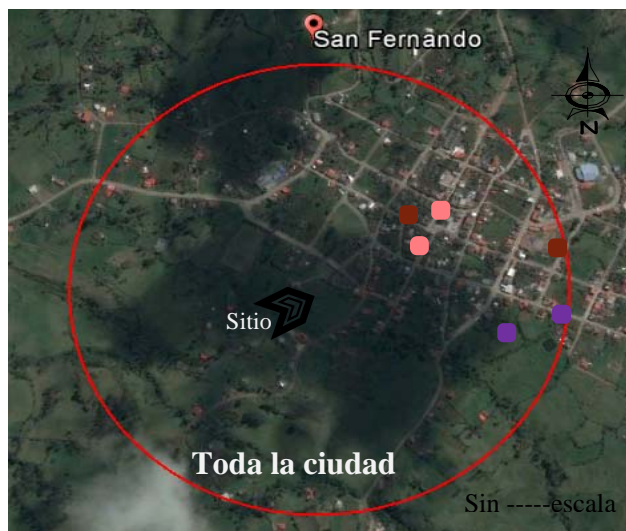 San Fernando
N
Sitio
Toda la ciudad
Sin -----escala